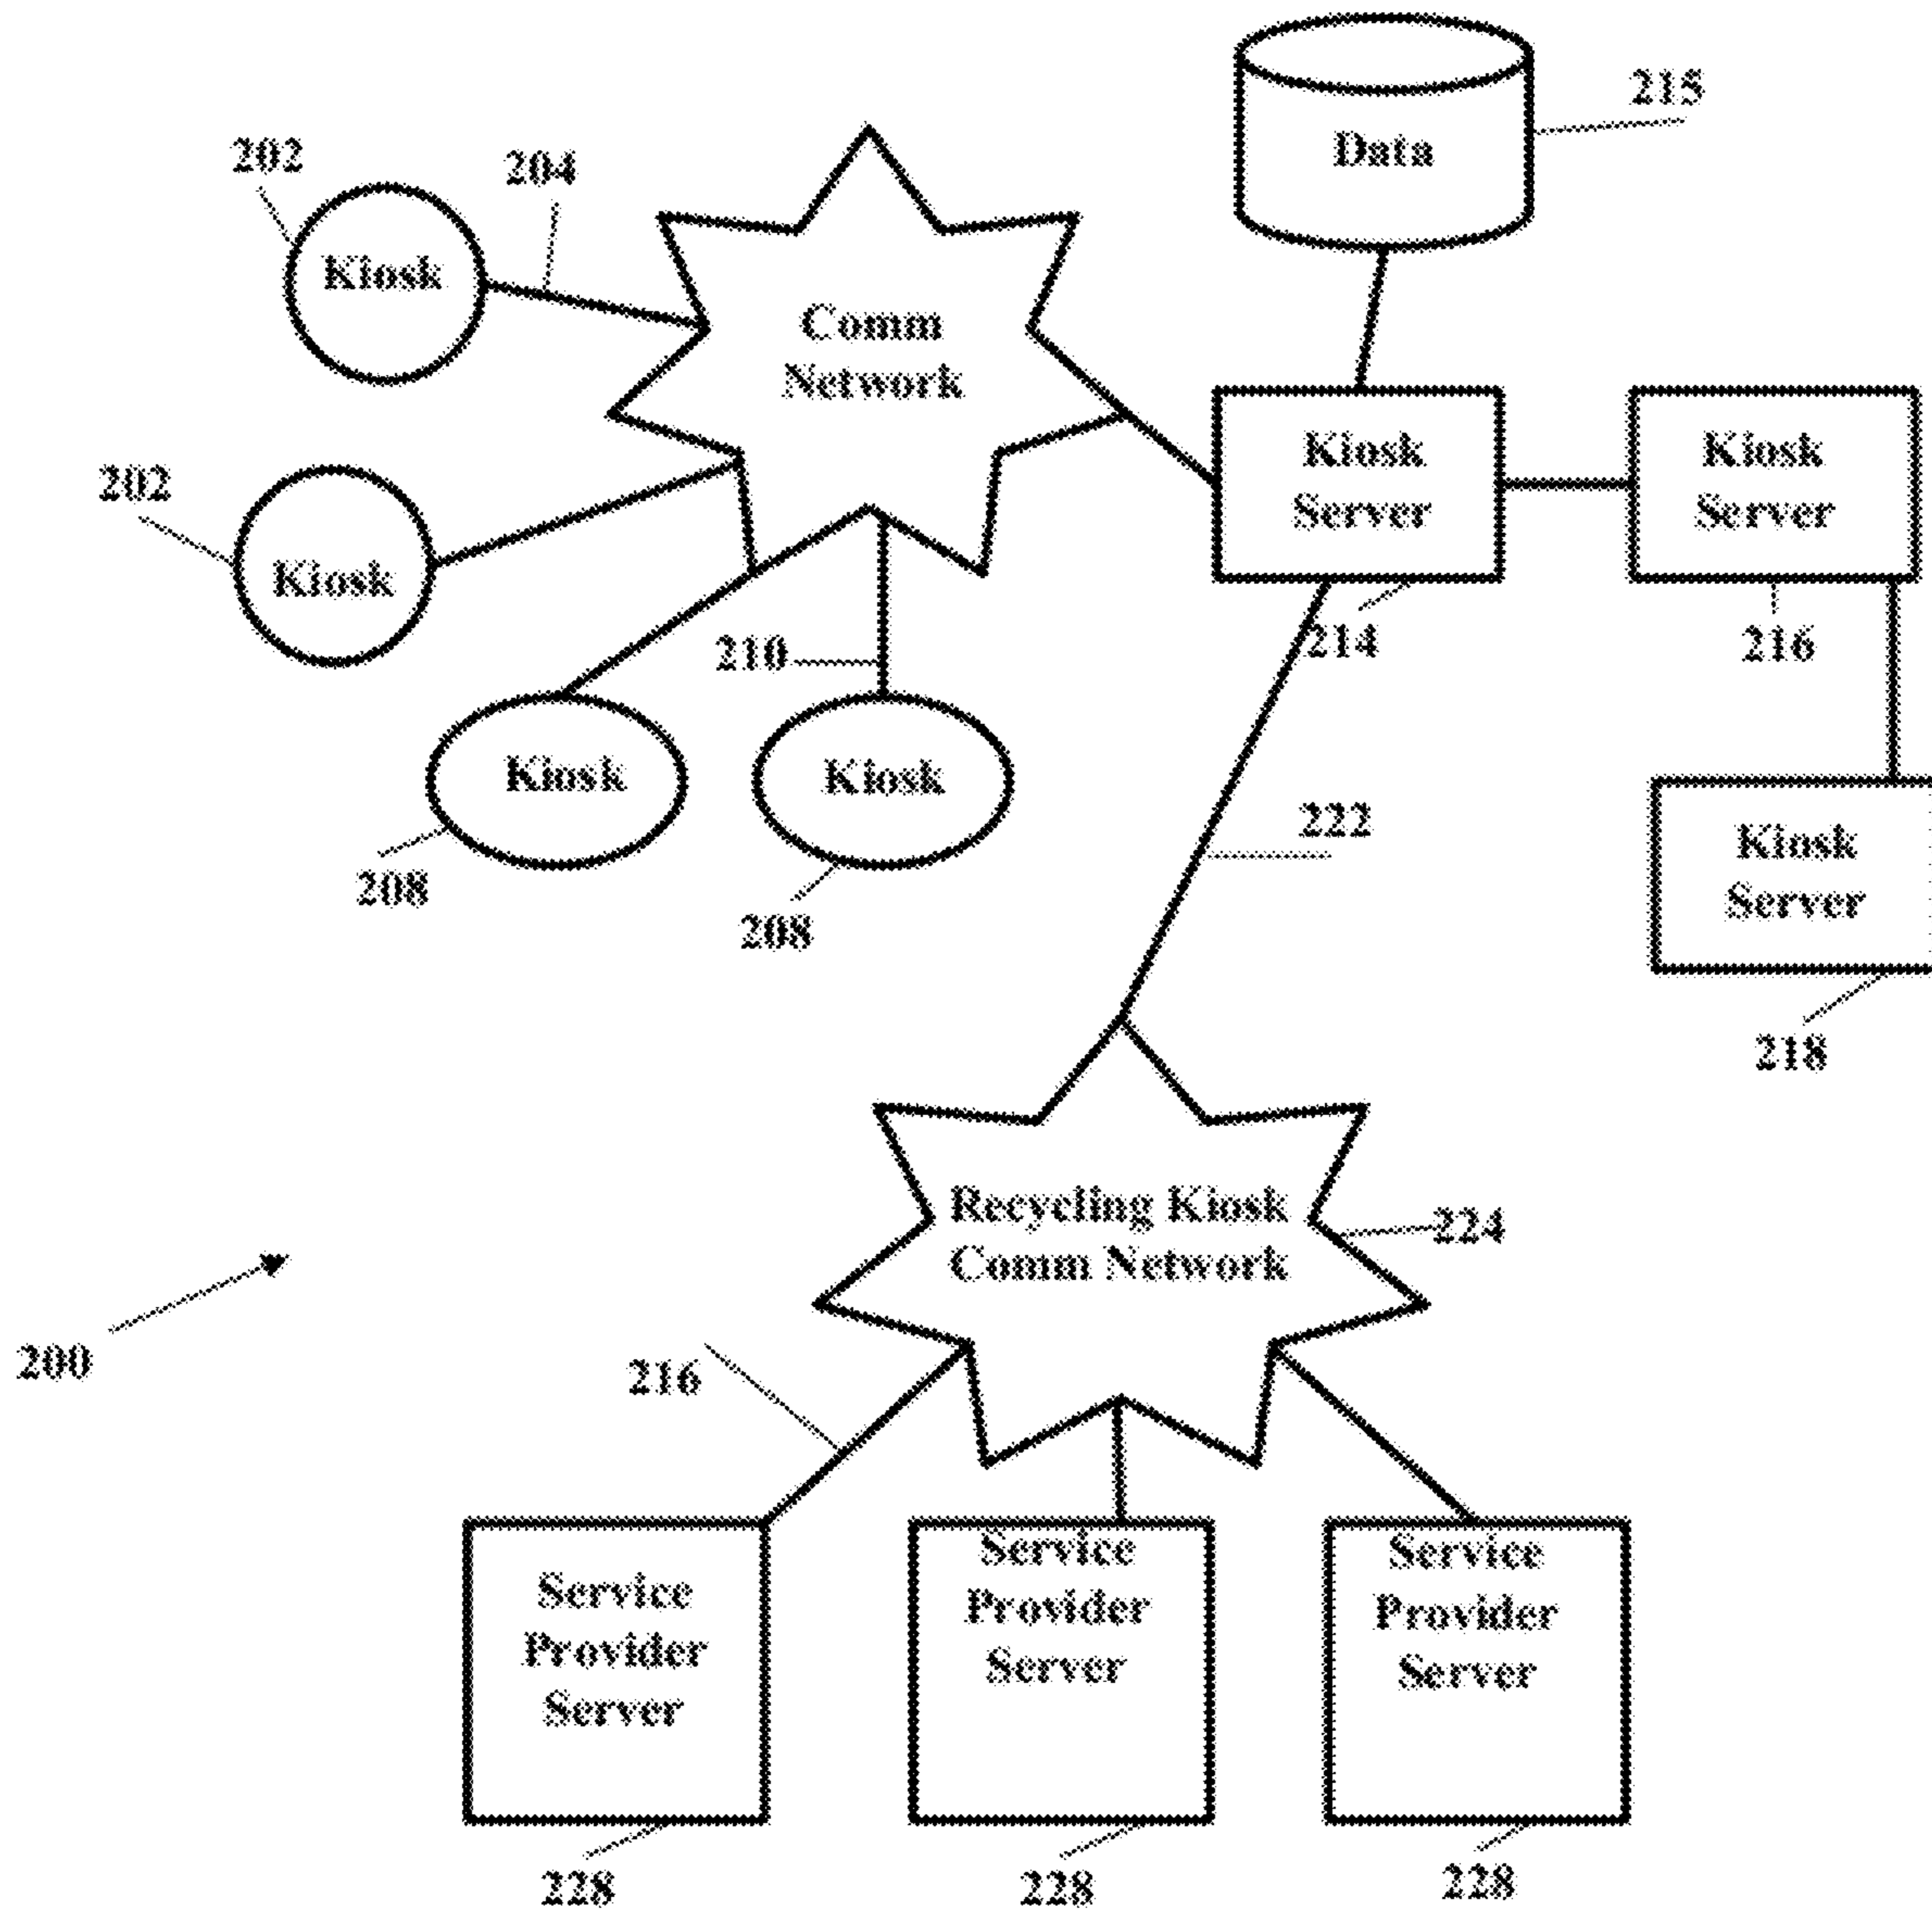 215
Data
202
204
Kiosk
Comm
Network
Kiosk
Server
Kiosk
Server
202
Kiosk
210
214
216
Kiosk
Kiosk
208
208
222
Kiosk
Server
218
Recycling Kiosk
Comm Network
224
200
216
Service
Provider
Server
Service
Provider
Server
Service
Provider
Server
228
228
228